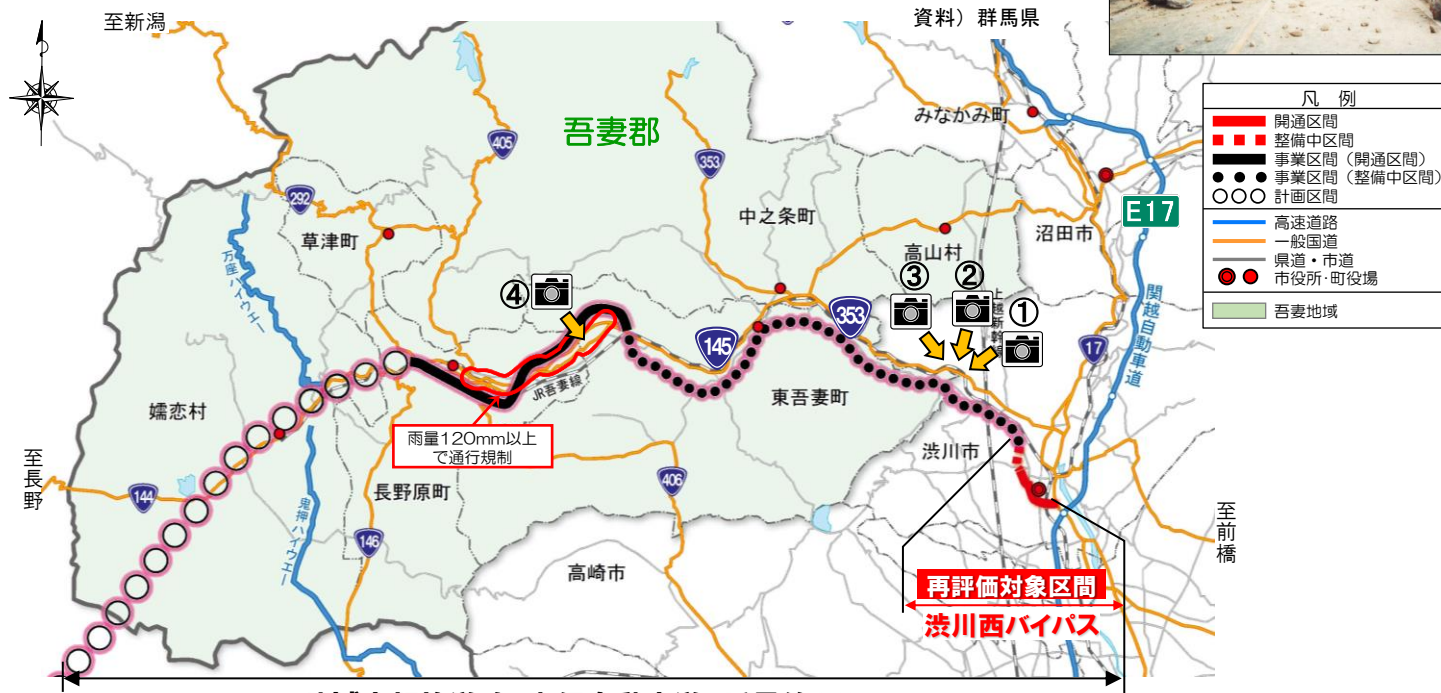 至新潟
資料）群馬県
凡 例
開通区間
整備中区間
事業区間（開通区間）
事業区間（整備中区間）
計画区間
高速道路
一般国道
県道・市道
市役所・町役場
吾妻地域
みなかみ町
吾妻郡
405
353
E17
292
中之条町
沼田市
草津町
高山村
万座ハイウェー
③
②
①
④
上越新幹線
関越自動車道
353
145
17
JR吾妻線
東吾妻町
嬬恋村
雨量120mm以上
で通行規制
渋川市
至長野
144
長野原町
406
至前橋
鬼押ハイウェー
146
高崎市
再評価対象区間
渋川西バイパス